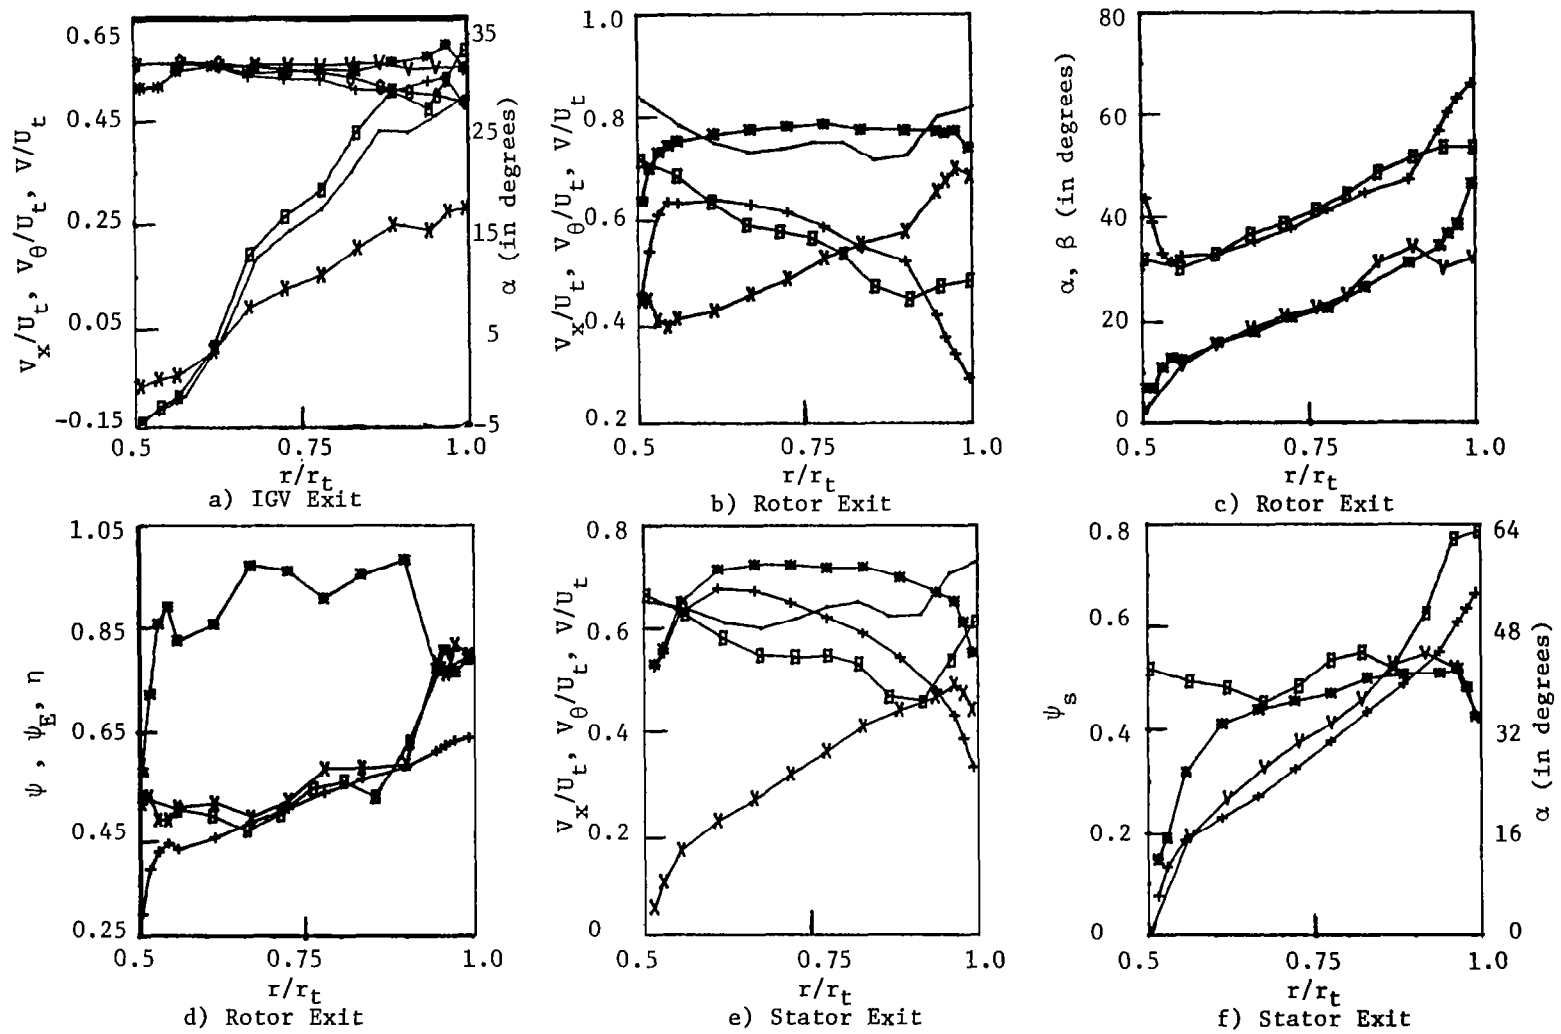 0.65
0.45
0.25
0.05
-0.15
35
25
15
5
-5
V_x/U_t, V_θ/U_t, V/U_t
α (in degrees)
0.5 0.75 1.0
r/r_t
a) IGV Exit
1.0
0.8
0.6
0.4
0.2
V_x/U_t, V_θ/U_t, V/U_t
0.5 0.75 1.0
r/r_t
b) Rotor Exit
80
60
40
20
0
α, β (in degrees)
0.5 0.75 1.0
r/r_t
c) Rotor Exit
1.05
0.85
0.65
0.45
0.25
ψ, ψ_E, η
0.5 0.75 1.0
r/r_t
d) Rotor Exit
0.8
0.6
0.4
0.2
0
V_x/U_t, V_θ/U_t, V/U_t
0.5 0.75 1.0
r/r_t
e) Stator Exit
0.8
0.6
0.4
0.2
0
ψ_s
64
48
32
16
0
α (in degrees)
0.5 0.75 1.0
r/r_t
f) Stator Exit